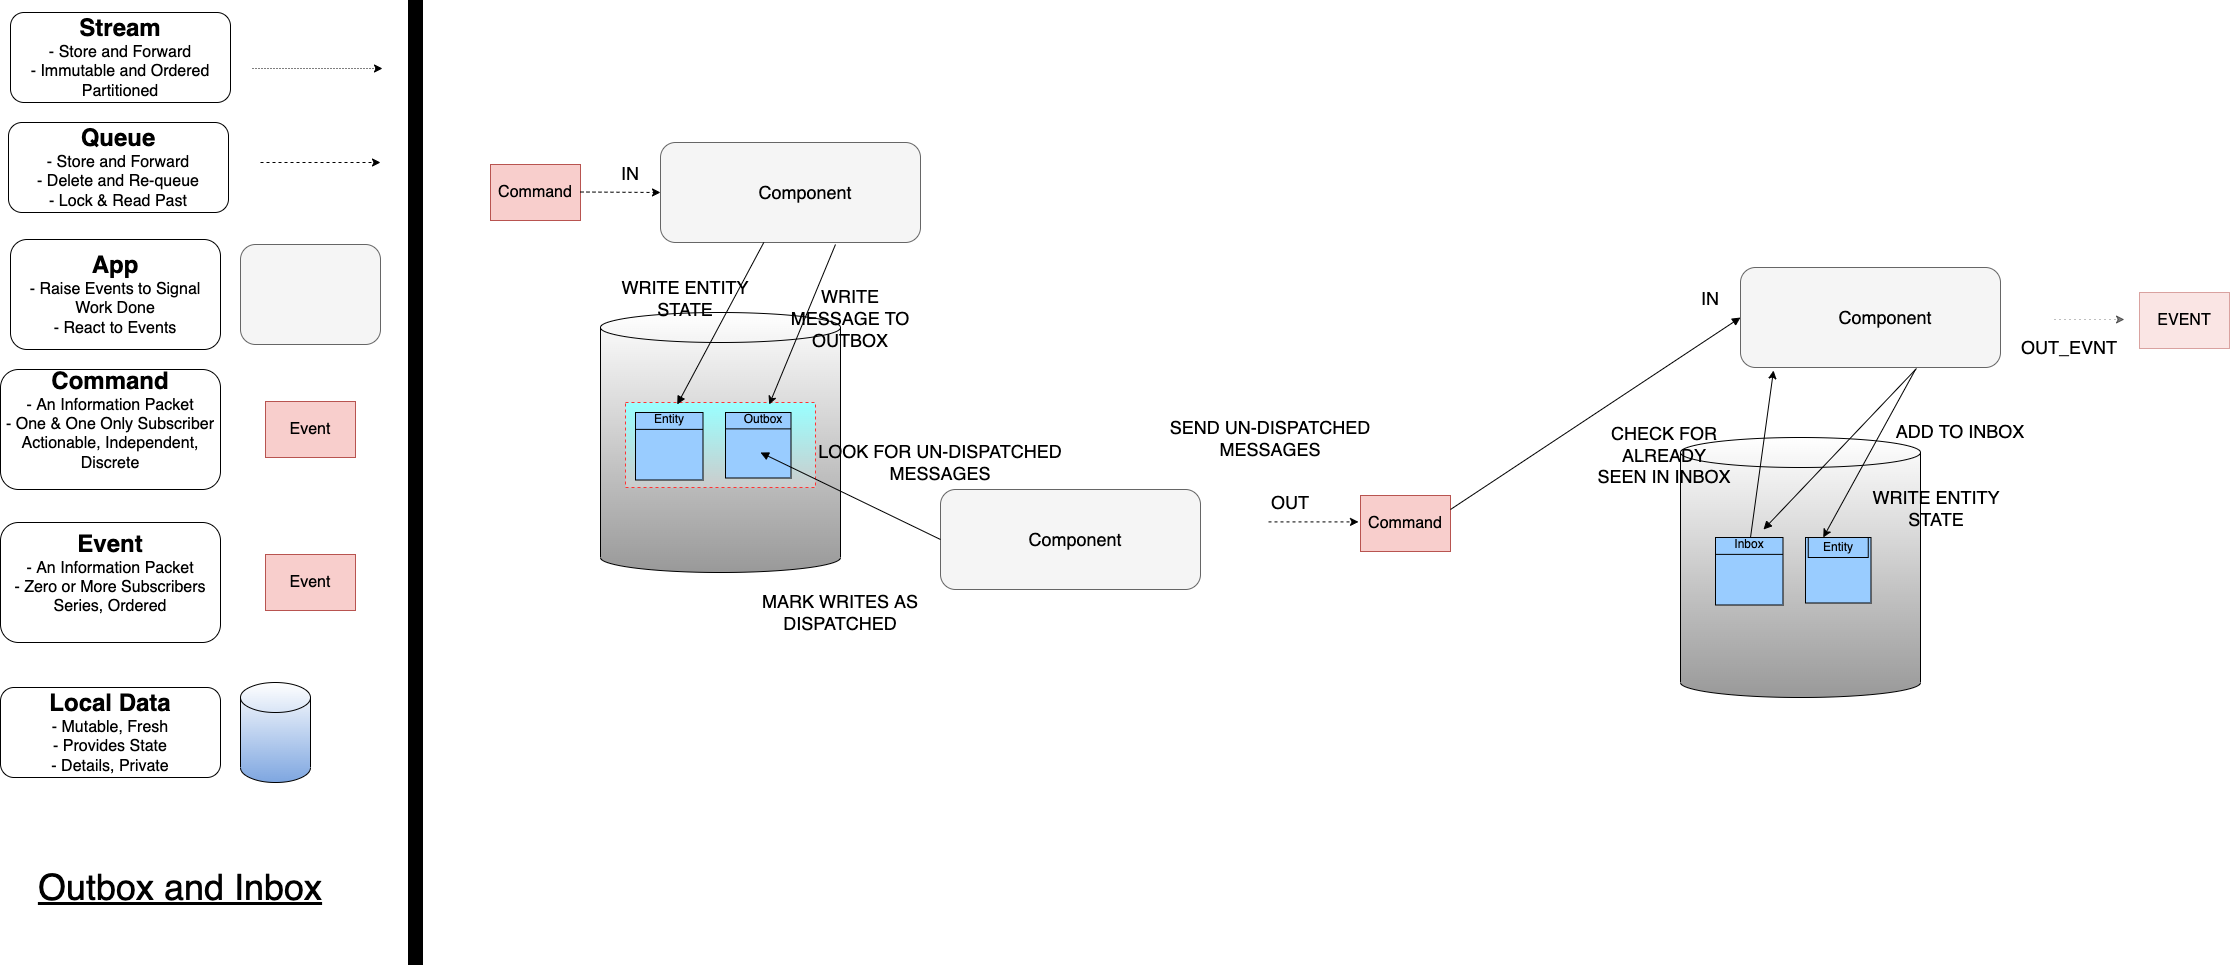 Stream
- Store and Forward
- Immutable and Ordered
Partitioned
Queue
- Store and Forward
- Delete and Re-queue
- Lock & Read Past
App
- Raise Events to Signal
Work Done
- React to Events
Command
- An Information Packet
- One & One Only Subscriber
Actionable, Independent,
Discrete
Event
Event
- An Information Packet
- Zero or More Subscribers
Series, Ordered
Event
Local Data
- Mutable, Fresh
- Provides State
- Details, Private
Outbox and Inbox
Command
IN
Component
WRITE ENTITY
STATE
WRITE
MESSAGE TO
OUTBOX
Entity
Outbox
LOOK FOR UN-DISPATCHED
MESSAGES
Component
MARK WRITES AS
DISPATCHED
SEND UN-DISPATCHED
MESSAGES
OUT
Command
IN
Component
OUT_EVNT
EVENT
CHECK FOR
ALREADY
SEEN IN INBOX
ADD TO INBOX
WRITE ENTITY
STATE
Inbox
Entity